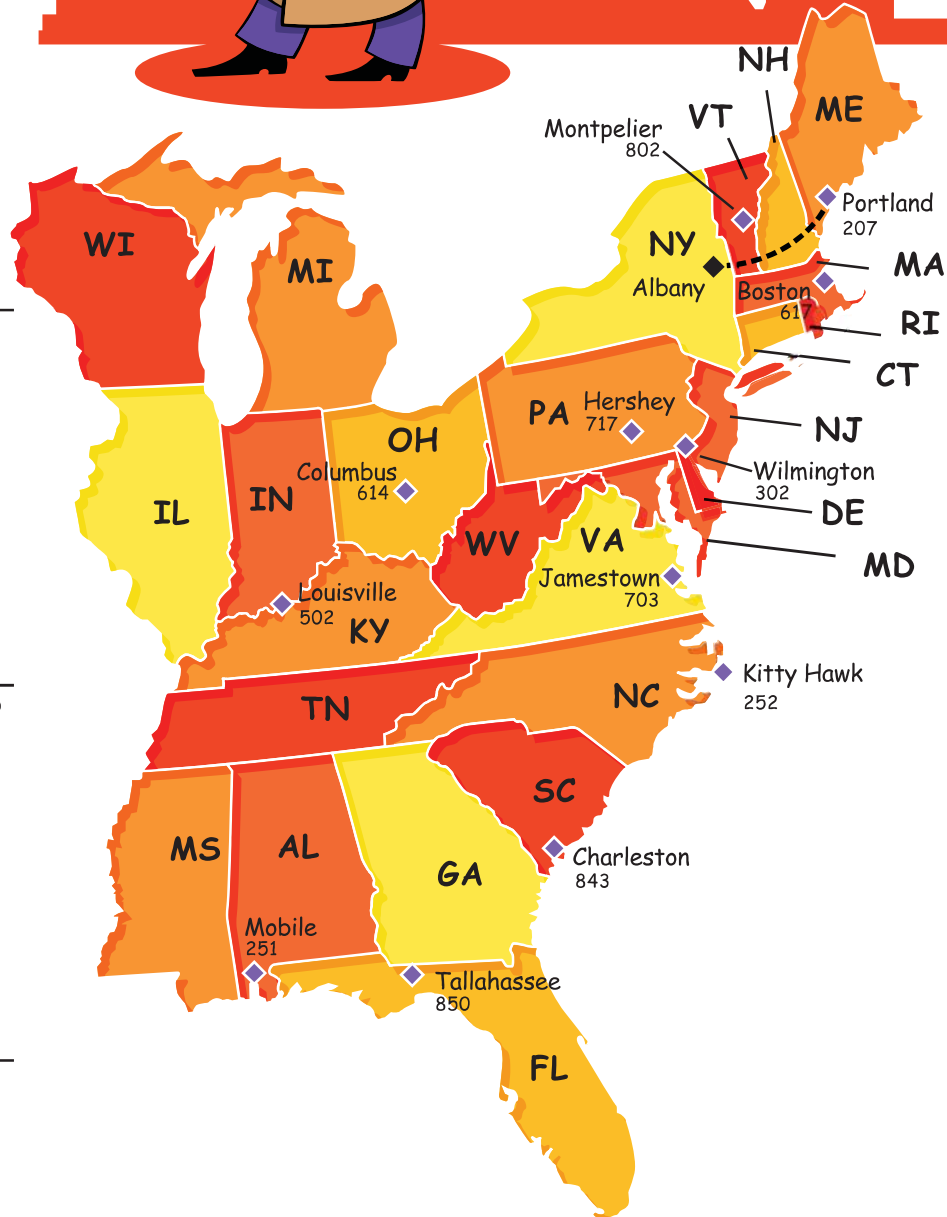 NH
ME
VT
Montpelier
802
Portland
207
WI
NY
MI
MA
Albany
Boston
617
RI
CT
PA
Hershey
717
NJ
OH
Columbus
614
Wilmington
302
IN
IL
DE
WV
VA
MD
Jamestown
703
Louisville
502
KY
Kitty Hawk
252
NC
TN
SC
MS
AL
GA
Charleston
843
Mobile
251
Tallahassee
850
FL